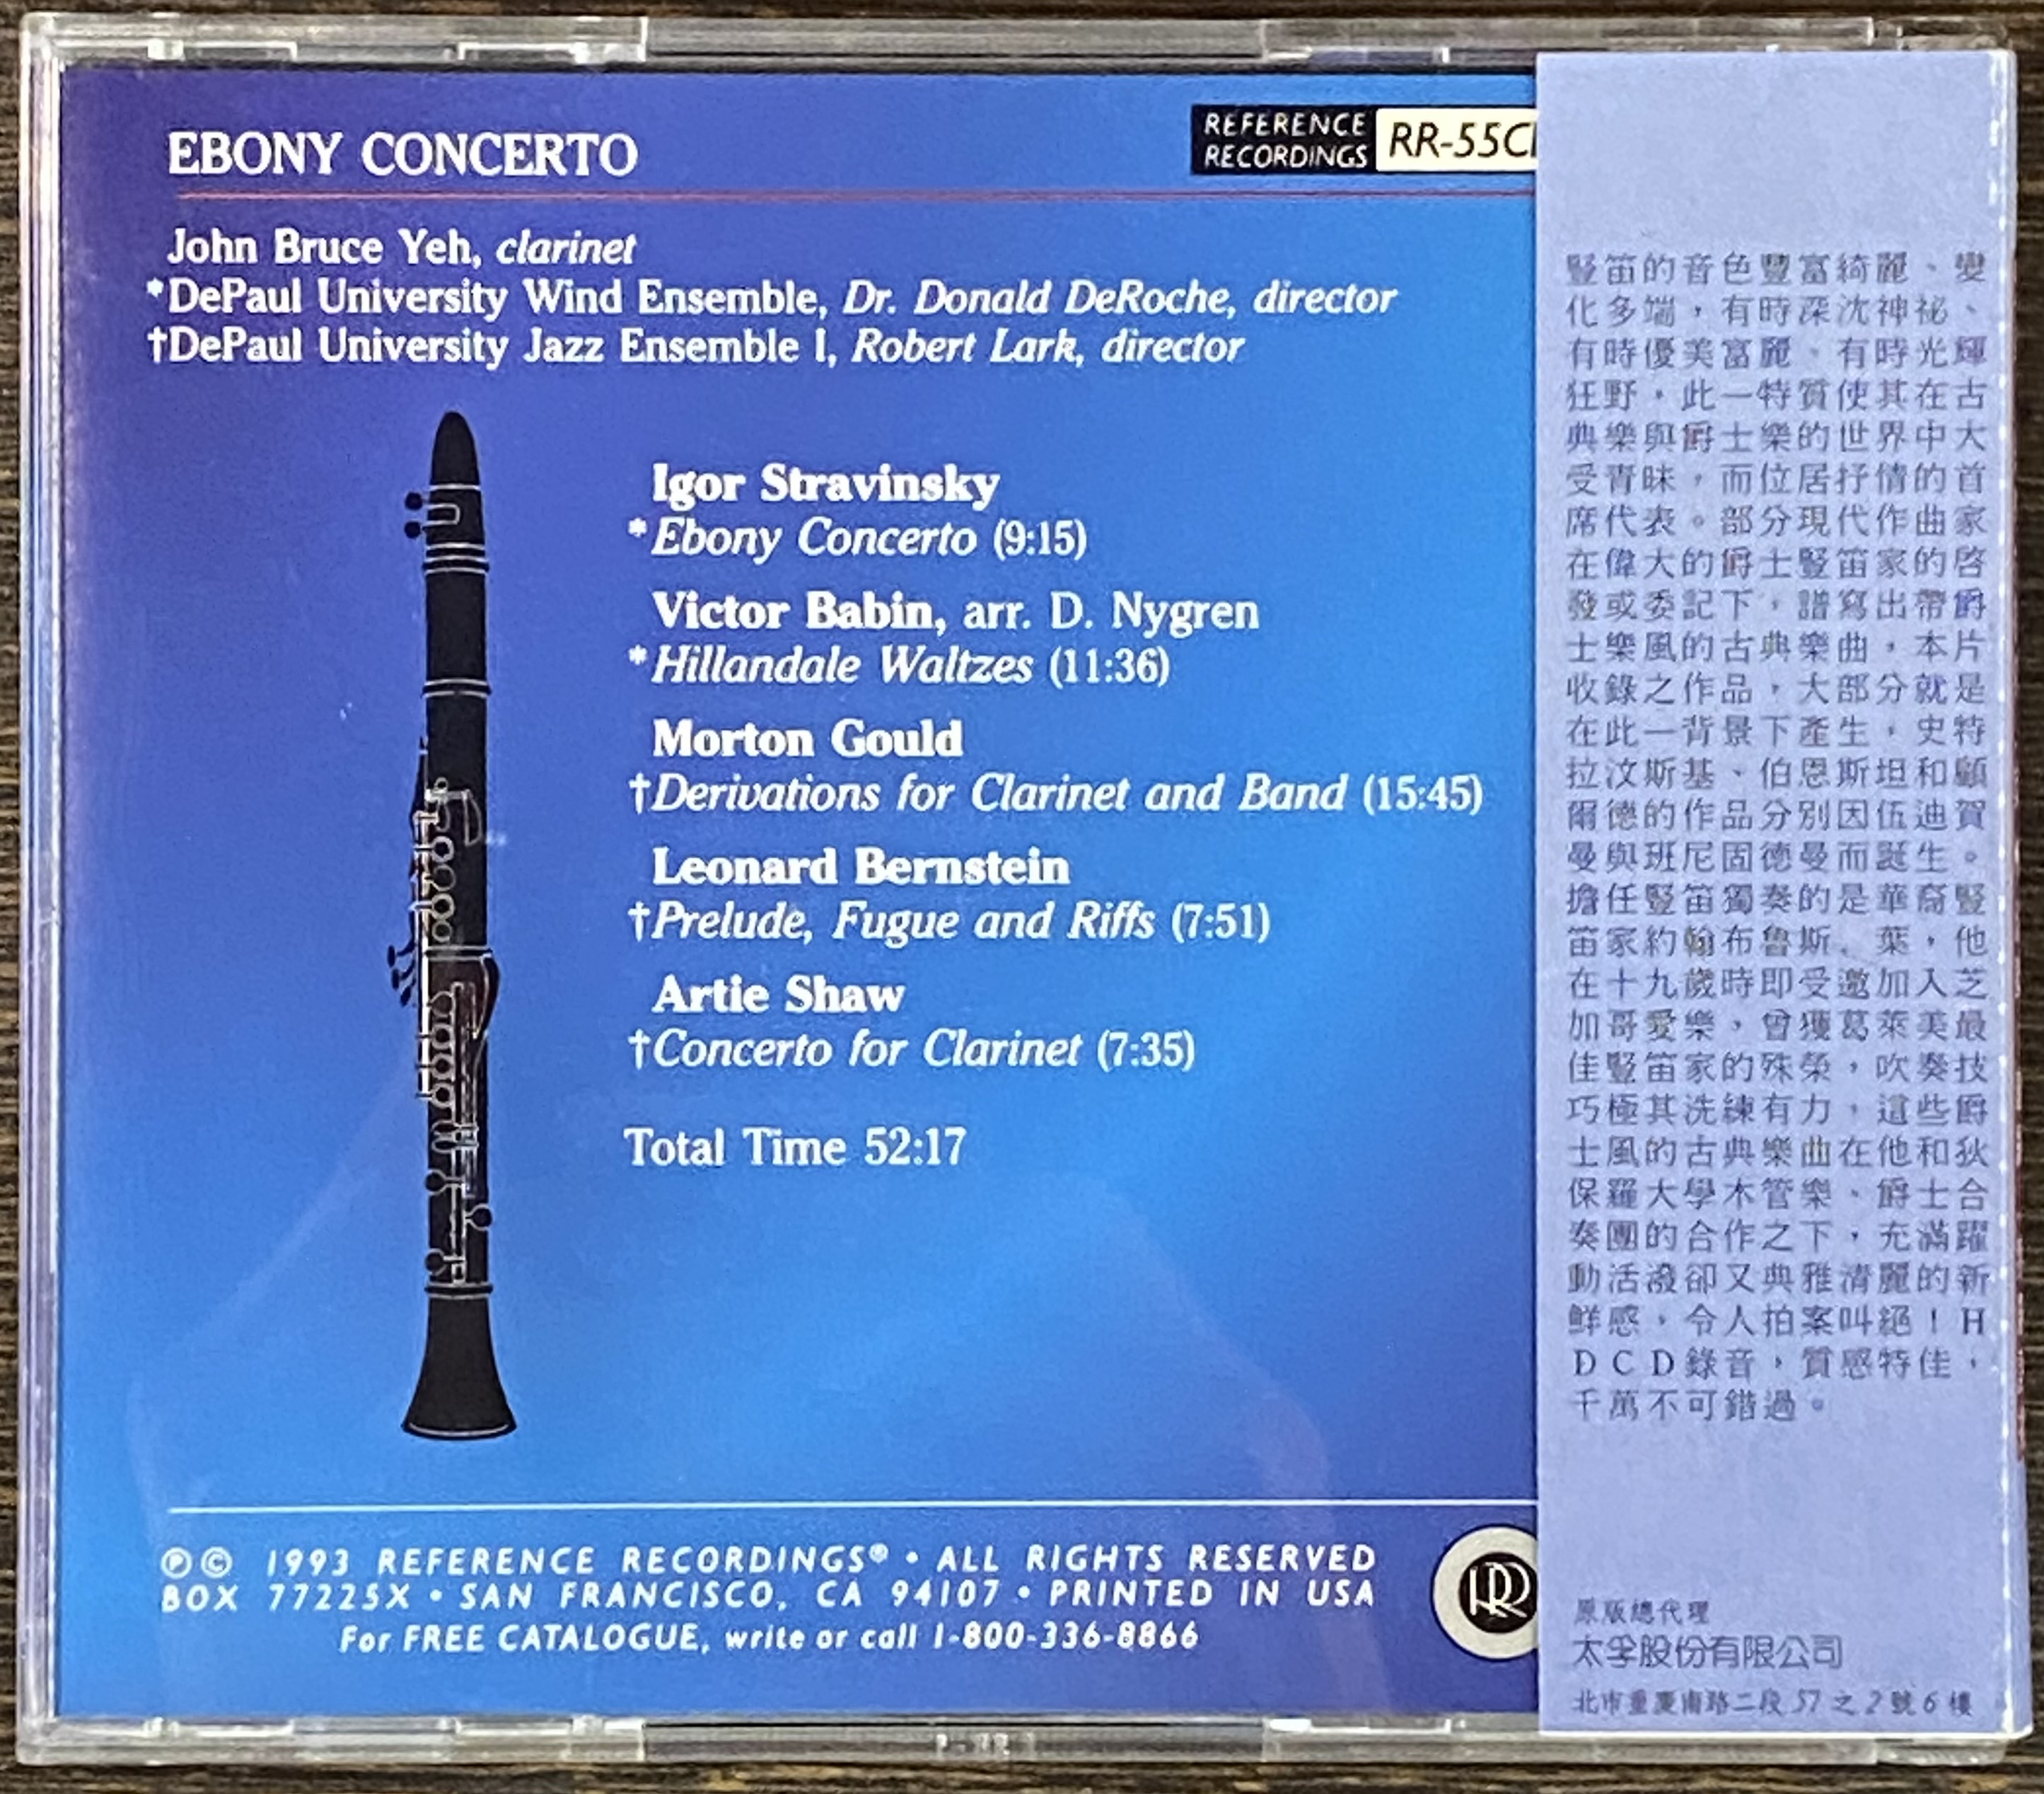 EBONY CONCERTO
REFERENCE
RECORDINGS
RR-55C
John Bruce Yeh, clarinet
*DePaul University Wind Ensemble, Dr. Donald DeRoche, director
†DePaul University Jazz Ensemble I, Robert Lark, director
Igor Stravinsky
*Ebony Concerto (9:15)
Victor Babin, arr. D. Nygren
*Hillandale Waltzes (11:36)
Morton Gould
†Derivations for Clarinet and Band (15:45)
Leonard Bernstein
†Prelude, Fugue and Riffs (7:51)
Artie Shaw
†Concerto for Clarinet (7:35)
Total Time 52:17
℗© 1993 REFERENCE RECORDINGS® • ALL RIGHTS RESERVED
BOX 77225X • SAN FRANCISCO, CA 94107 • PRINTED IN USA
For FREE CATALOGUE, write or call 1-800-336-8866
RR
豎笛的音色豐富綺麗、變
化多端，有時深沈神祕、
有時優美富麗、有時光輝
狂野，此一特質使其在古
典樂與爵士樂的世界中大
受青昧，而位居抒情的首
席代表。部分現代作曲家
在偉大的爵士豎笛家的啓
發或委記下，譜寫出帶爵
士樂風的古典樂曲，本片
收錄之作品，大部分就是
在此一背景下產生，史特
拉汶斯基、伯恩斯坦和顧
爾德的作品分別因伍迪賀
曼與班尼固德曼而誕生。
擔任豎笛獨奏的是華裔豎
笛家約翰布魯斯．葉，他
在十九歲時即受邀加入芝
加哥愛樂，曾獲葛萊美最
佳豎笛家的殊榮，吹奏技
巧極其洗練有力，這些爵
士風的古典樂曲在他和狄
保羅大學木管樂、爵士合
奏團的合作之下，充滿躍
動活潑卻又典雅清麗的新
鮮感，令人拍案叫絕！H
DCD錄音，質感特佳，
千萬不可錯過。
原版總代理
太孚股份有限公司
北市重慶南路二段57之2號6樓